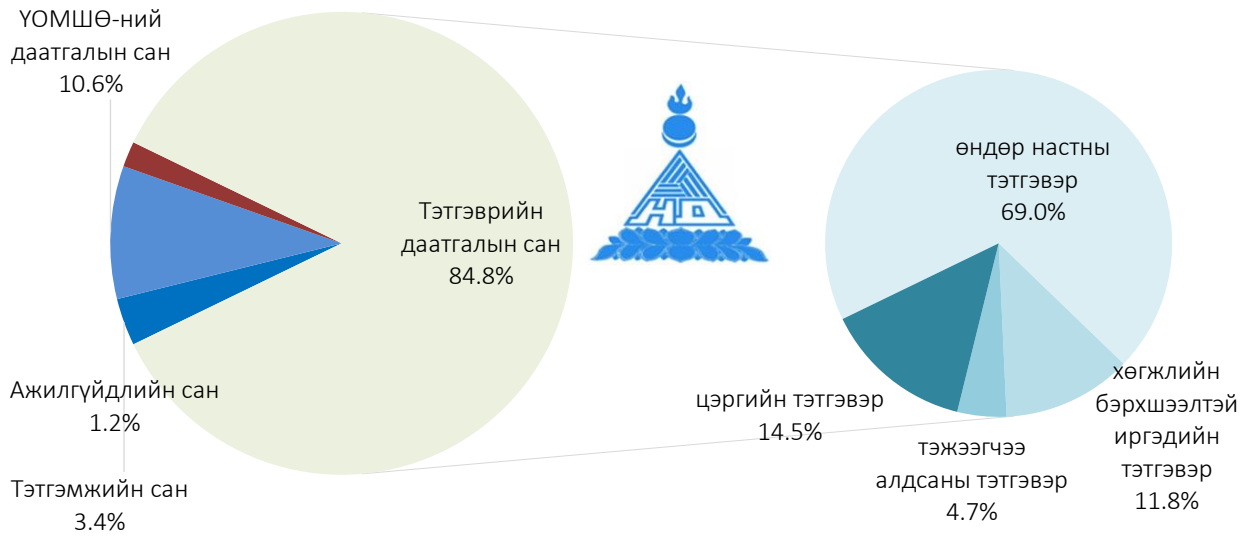 ҮОМШӨ-ний
даатгалын сан
10.6%
Тэтгэврийн
даатгалын сан
84.8%
Ажилгүйдлийн сан
1.2%
Тэтгэмжийн сан
3.4%
өндөр настны
тэтгэвэр
69.0%
цэргийн тэтгэвэр
14.5%
тэжээгчээ
алдсаны тэтгэвэр
4.7%
хөгжлийн
бэрхшээлтэй
иргэдийн
тэтгэвэр
11.8%